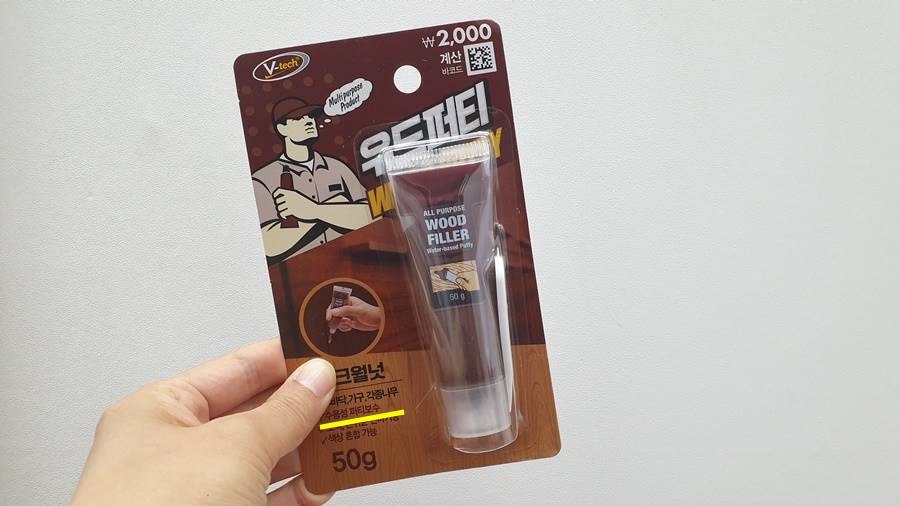 V-tech
₩2,000
계산
바코드
Multi purpose
Product
우드퍼티
ALL PURPOSE
WOOD
FILLER
Water-based Putty
50 g
크월넛
바닥,가구,각종나무
수용성 퍼티보수
✓ 색상 혼합 가능
50g